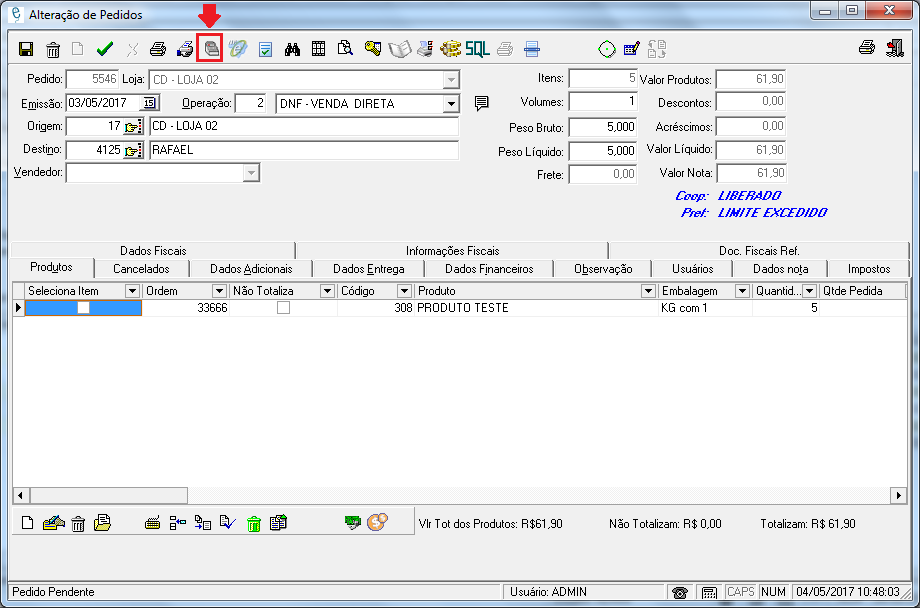 Alteração de Pedidos
SQL
Pedido: 5546 Loja: CD - LOJA 02
Emissão: 03/05/2017 15 Operação: 2 DNF - VENDA DIRETA
Origem: 17 CD - LOJA 02
Destino: 4125 RAFAEL
Vendedor:
Itens: 5 Valor Produtos: 61,90
Volumes: 1 Descontos: 0,00
Peso Bruto: 5,000 Acréscimos: 0,00
Peso Líquido: 5,000 Valor Líquido: 61,90
Frete: 0,00 Valor Nota: 61,90
Coop: LIBERADO
Pref: LIMITE EXCEDIDO
Dados Fiscais Informações Fiscais Doc. Fiscais Ref.
Produtos Cancelados Dados Adicionais Dados Entrega Dados Financeiros Observação Usuários Dados nota Impostos
Seleciona Item Ordem Não Totaliza Código Produto Embalagem Quantid... Qtde Pedida
33666 308 PRODUTO TESTE KG com 1 5
Vlr Tot dos Produtos: R$61,90 Não Totalizam: R$ 0,00 Totalizam: R$ 61,90
Pedido Pendente Usuário: ADMIN CAPS NUM 04/05/2017 10:48:03